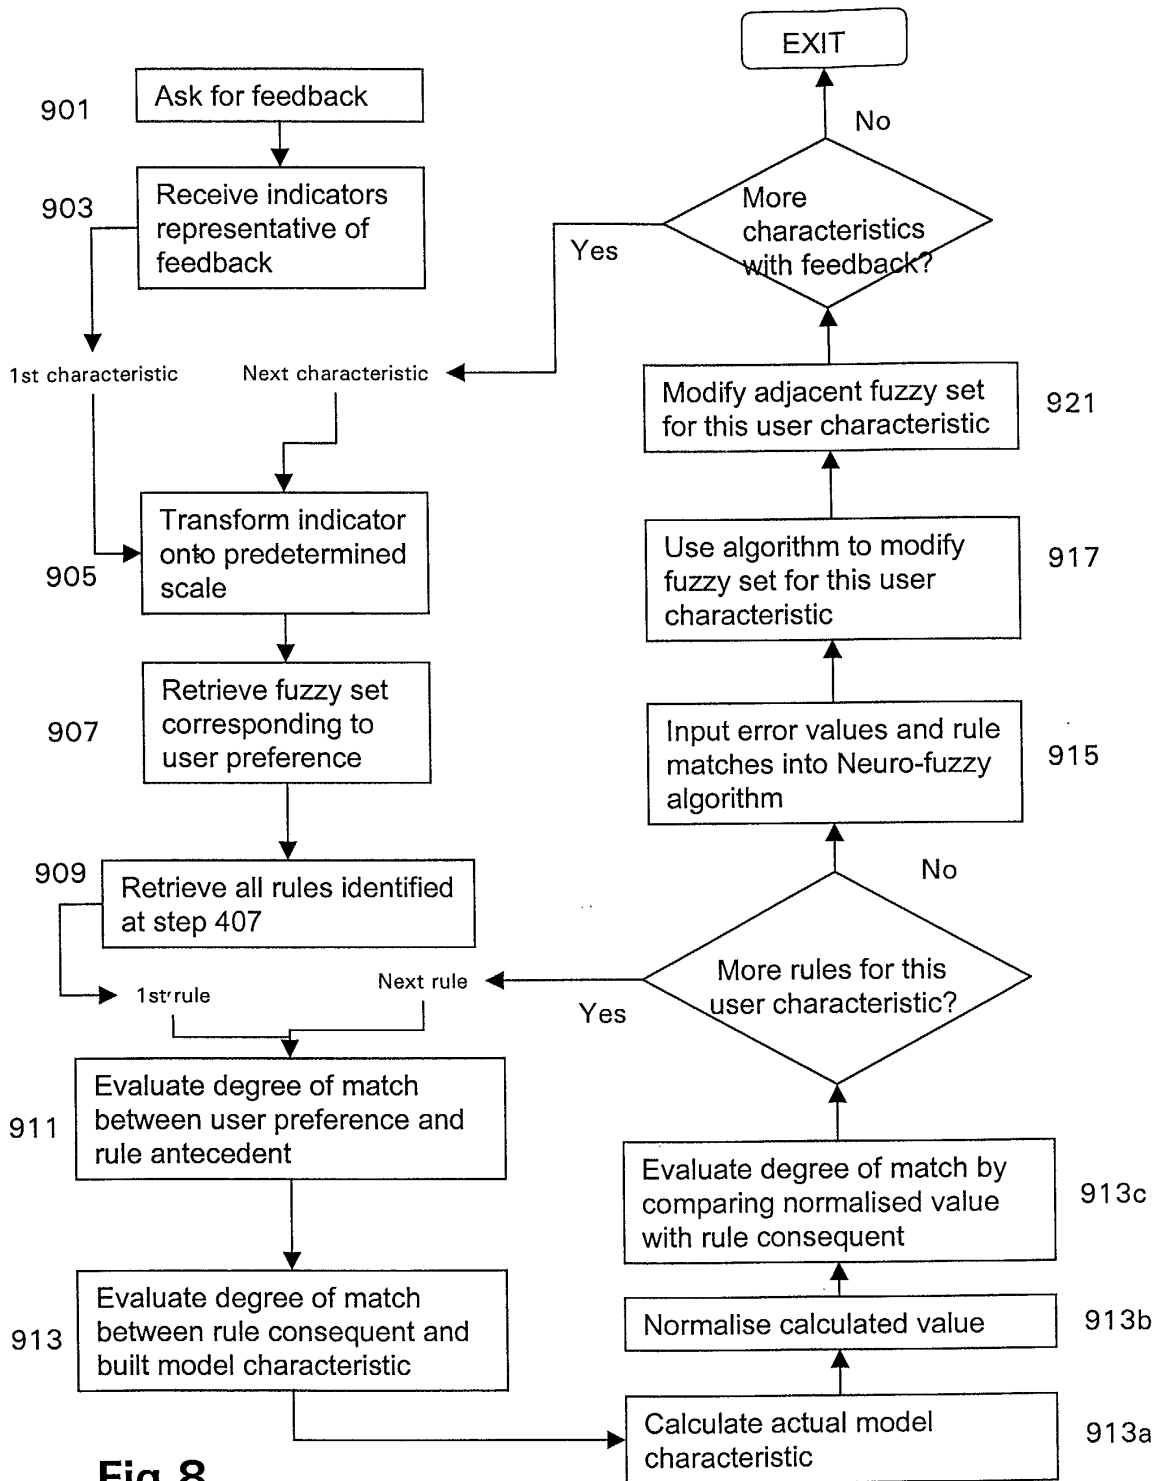 901
Ask for feedback
903
Receive indicators
representative of
feedback
1st characteristic
Next characteristic
905
Transform indicator
onto predetermined
scale
907
Retrieve fuzzy set
corresponding to
user preference
909
Retrieve all rules identified
at step 407
1st rule
Next rule
911
Evaluate degree of match
between user preference and
rule antecedent
913
Evaluate degree of match
between rule consequent and
built model characteristic
Calculate actual model
characteristic
913a
Normalise calculated value
913b
Evaluate degree of match by
comparing normalised value
with rule consequent
913c
More rules for this
user characteristic?
Yes
No
Input error values and rule
matches into Neuro-fuzzy
algorithm
915
Use algorithm to modify
fuzzy set for this user
characteristic
917
Modify adjacent fuzzy set
for this user characteristic
921
More
characteristics
with feedback?
Yes
No
EXIT
Fig 8